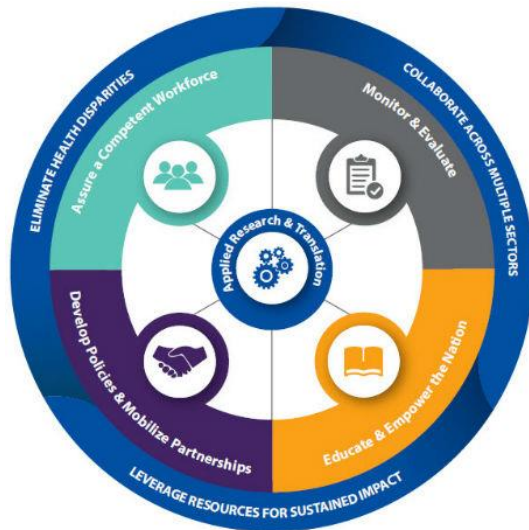 ELIMINATE HEALTH DISPARITIES
COLLABORATE ACROSS MULTIPLE SECTORS
Assure a Competent Workforce
Monitor & Evaluate
Applied Research & Translation
Develop Policies & Mobilize Partnerships
Educate & Empower the Nation
LEVERAGE RESOURCES FOR SUSTAINED IMPACT